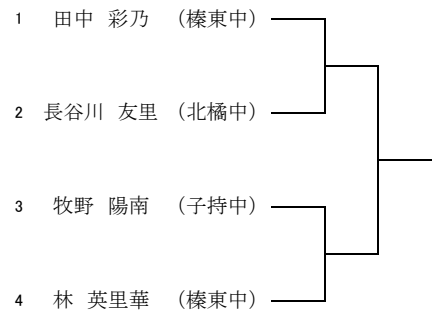 1 田中 彩乃 （榛東中）
2 長谷川 友里 （北橘中）
3 牧野 陽南 （子持中）
4 林 英里華 （榛東中）